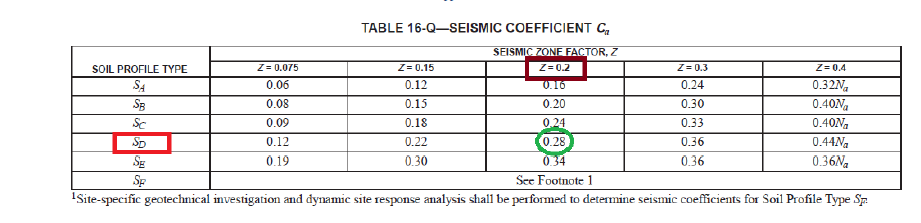 TABLE 16-Q—SEISMIC COEFFICIENT Ca
SEISMIC ZONE FACTOR, Z
SOIL PROFILE TYPE Z = 0.075 Z = 0.15 Z = 0.2 Z = 0.3 Z = 0.4
SA 0.06 0.12 0.16 0.24 0.32Na
SB 0.08 0.15 0.20 0.30 0.40Na
SC 0.09 0.18 0.24 0.33 0.40Na
SD 0.12 0.22 0.28 0.36 0.44Na
SE 0.19 0.30 0.34 0.36 0.36Na
SF See Footnote 1
1Site-specific geotechnical investigation and dynamic site response analysis shall be performed to determine seismic coefficients for Soil Profile Type SF.